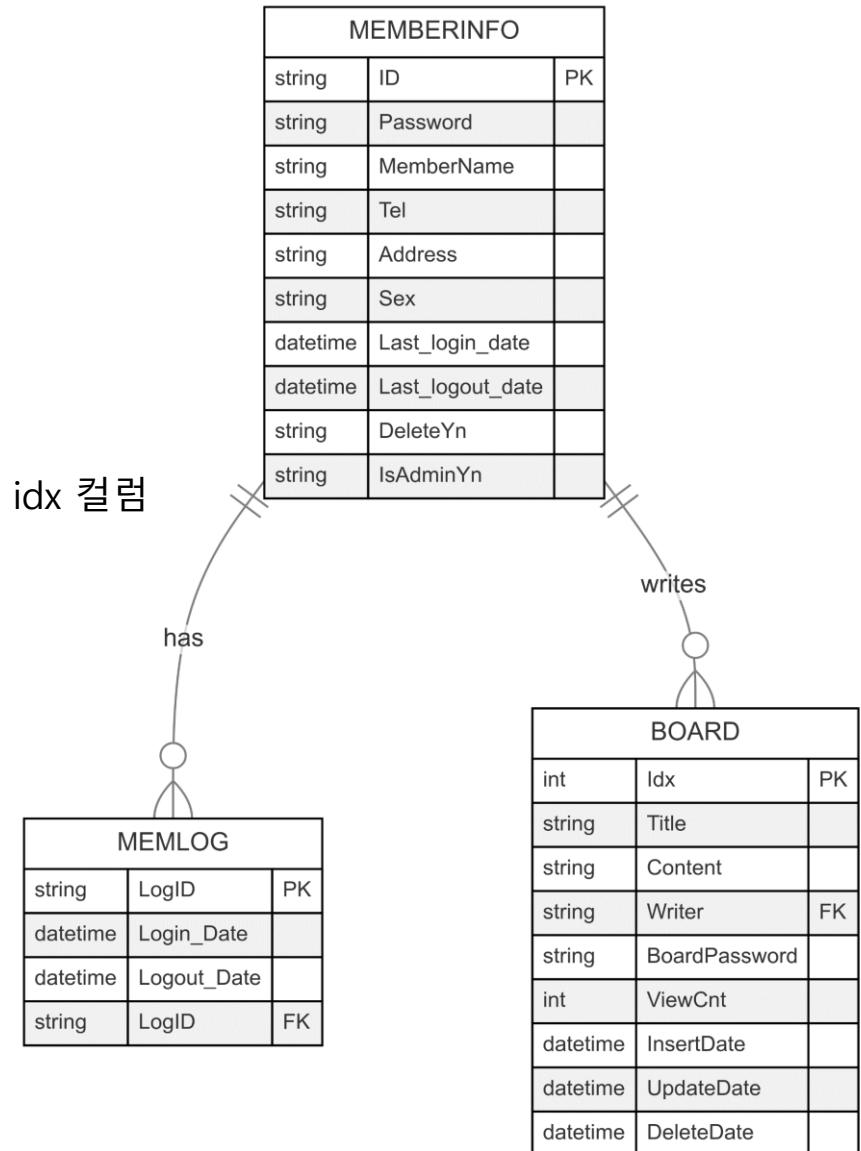 MEMBERINFO
string ID PK
string Password
string MemberName
string Tel
string Address
string Sex
datetime Last_login_date
datetime Last_logout_date
string DeleteYn
string IsAdminYn
idx 컬럼
has
writes
MEMLOG
string LogID PK
datetime Login_Date
datetime Logout_Date
string LogID FK
BOARD
int Idx PK
string Title
string Content
string Writer FK
string BoardPassword
int ViewCnt
datetime InsertDate
datetime UpdateDate
datetime DeleteDate